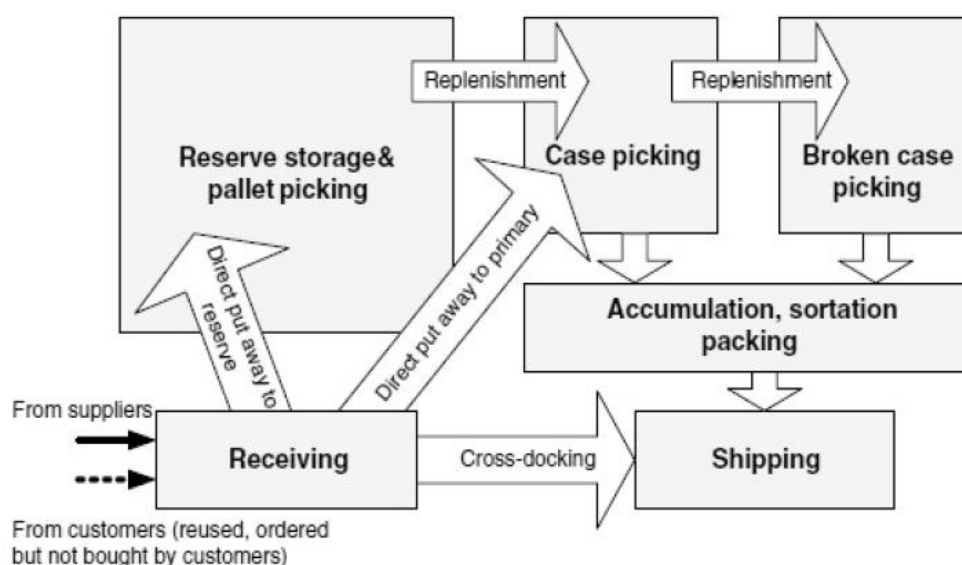 Replenishment
Replenishment
Reserve storage&
pallet picking
Case picking
Broken case
picking
Direct put away to
reserve
Direct put away to primary
Accumulation, sortation
packing
From suppliers
Receiving
Cross-docking
Shipping
From customers (reused, ordered
but not bought by customers)